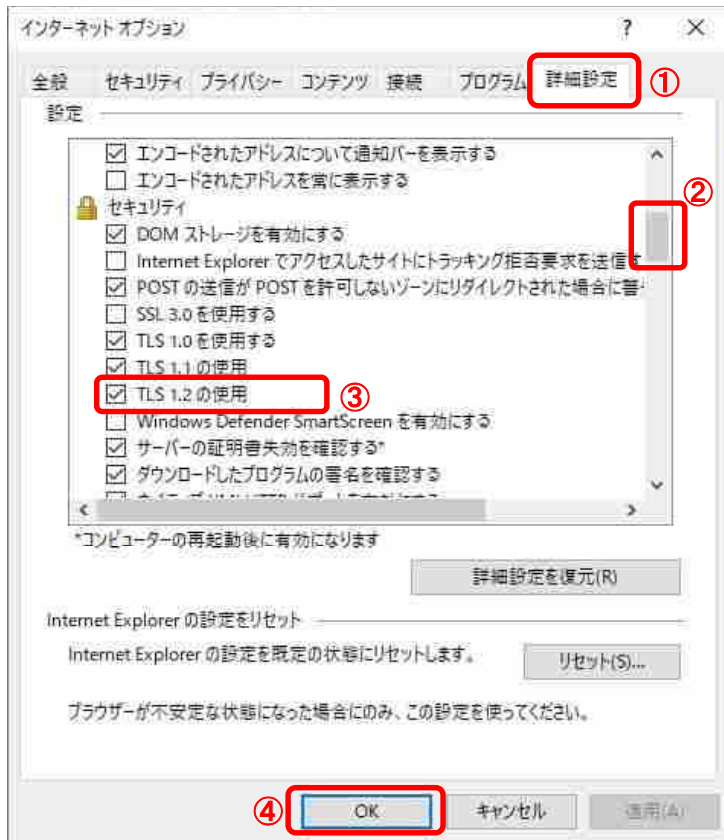 インターネット オプション ? ×
全般 セキュリティ プライバシー コンテンツ 接続 プログラム 詳細設定 ①
設定
エンコードされたアドレスについて通知バーを表示する
エンコードされたアドレスを常に表示する
②
セキュリティ
DOM ストレージを有効にする
Internet Explorer でアクセスしたサイトにトラッキング拒否要求を送信す
POST の送信が POST を許可しないゾーンにリダイレクトされた場合に警
SSL 3.0 を使用する
TLS 1.0 を使用する
TLS 1.1 の使用
TLS 1.2 の使用 ③
Windows Defender SmartScreen を有効にする
サーバーの証明書失効を確認する*
ダウンロードしたプログラムの署名を確認する
*コンピューターの再起動後に有効になります
詳細設定を復元(R)
Internet Explorer の設定をリセット
Internet Explorer の設定を既定の状態にリセットします。 リセット(S)...
ブラウザーが不安定な状態になった場合にのみ、この設定を使ってください。
④ OK キャンセル 適用(A)